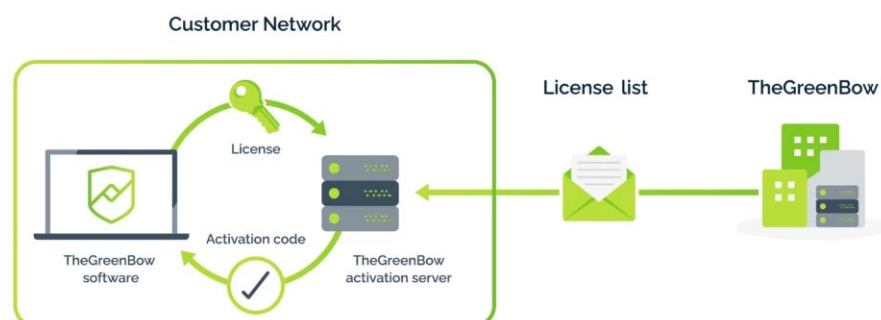 Customer Network
License list
TheGreenBow
License
Activation code
TheGreenBow
software
TheGreenBow
activation server